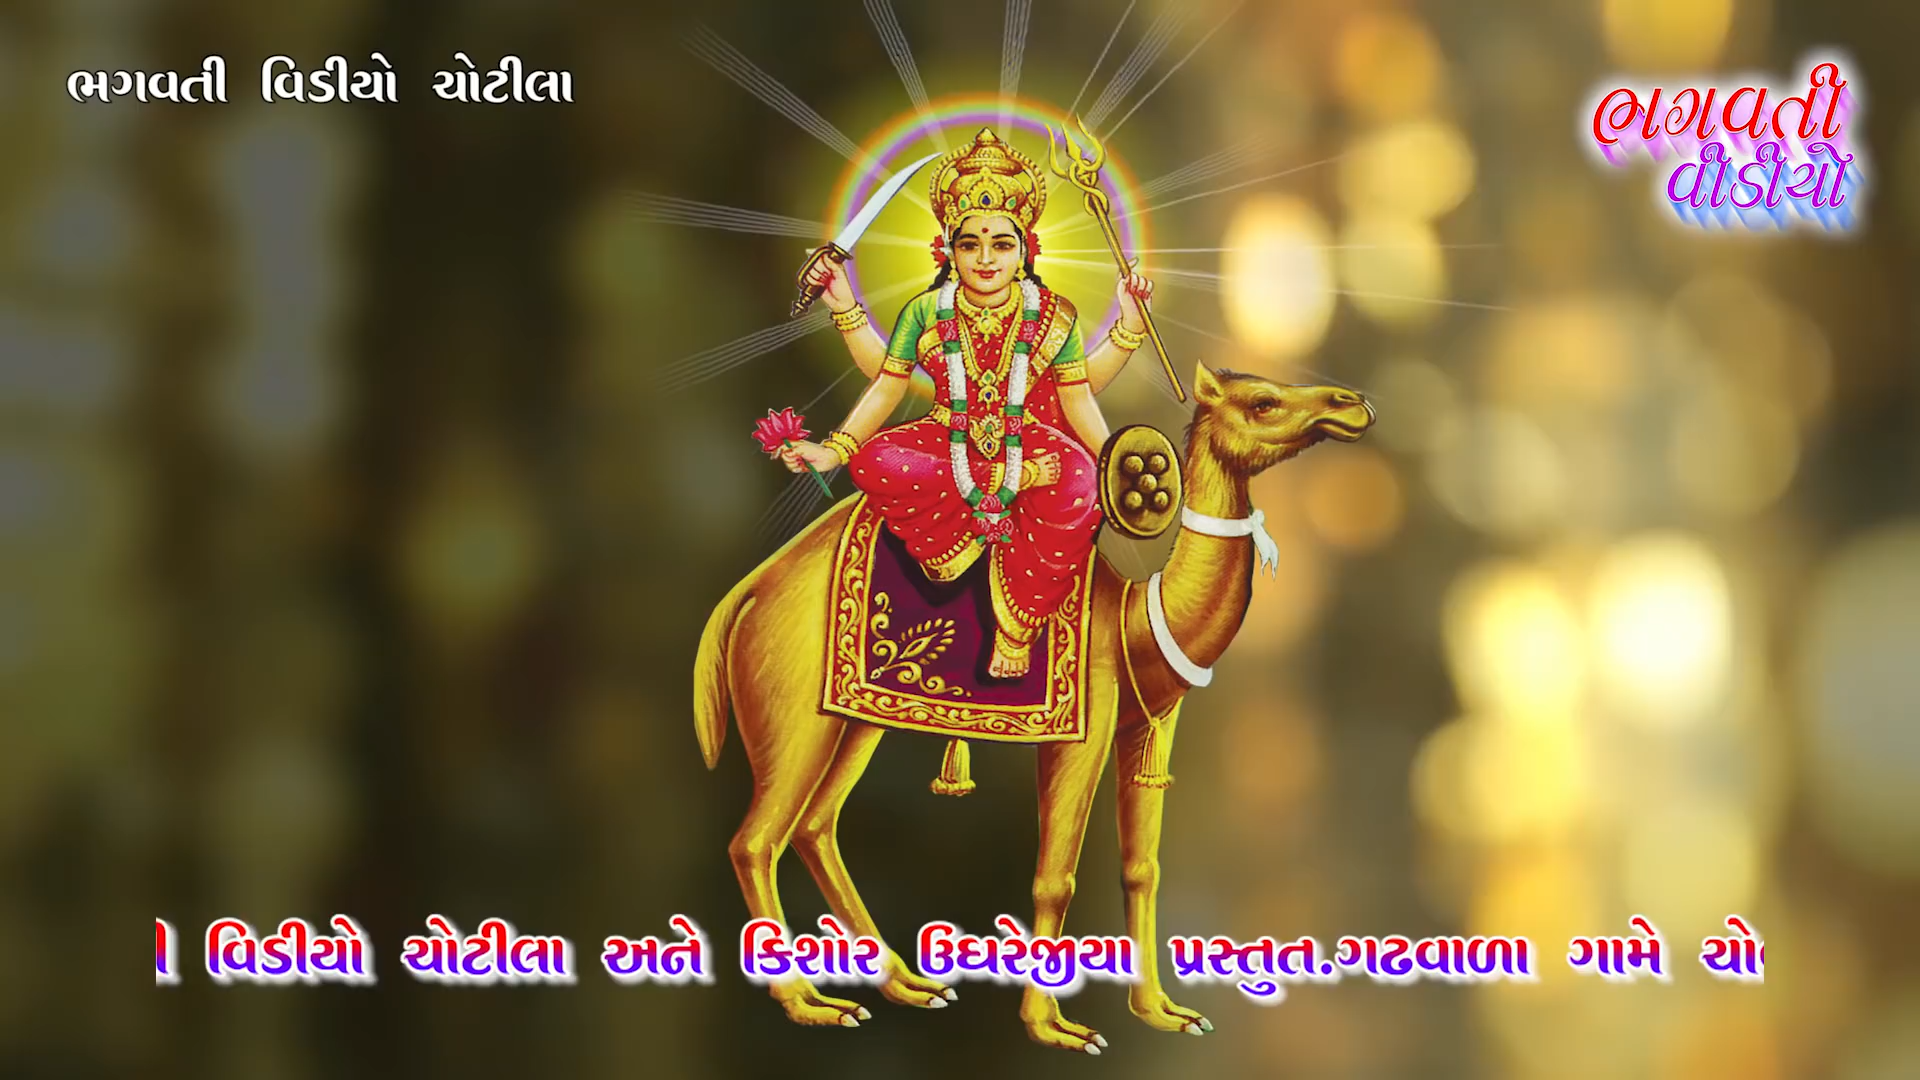 ભગવતી વિડીયો ચોટીલા
ભગવતી
વીડીયો
વિડીયો ચોટીલા અને કિશોર ઉઘરેજીયા પ્રસ્તુત.ગઢવાળા ગામે